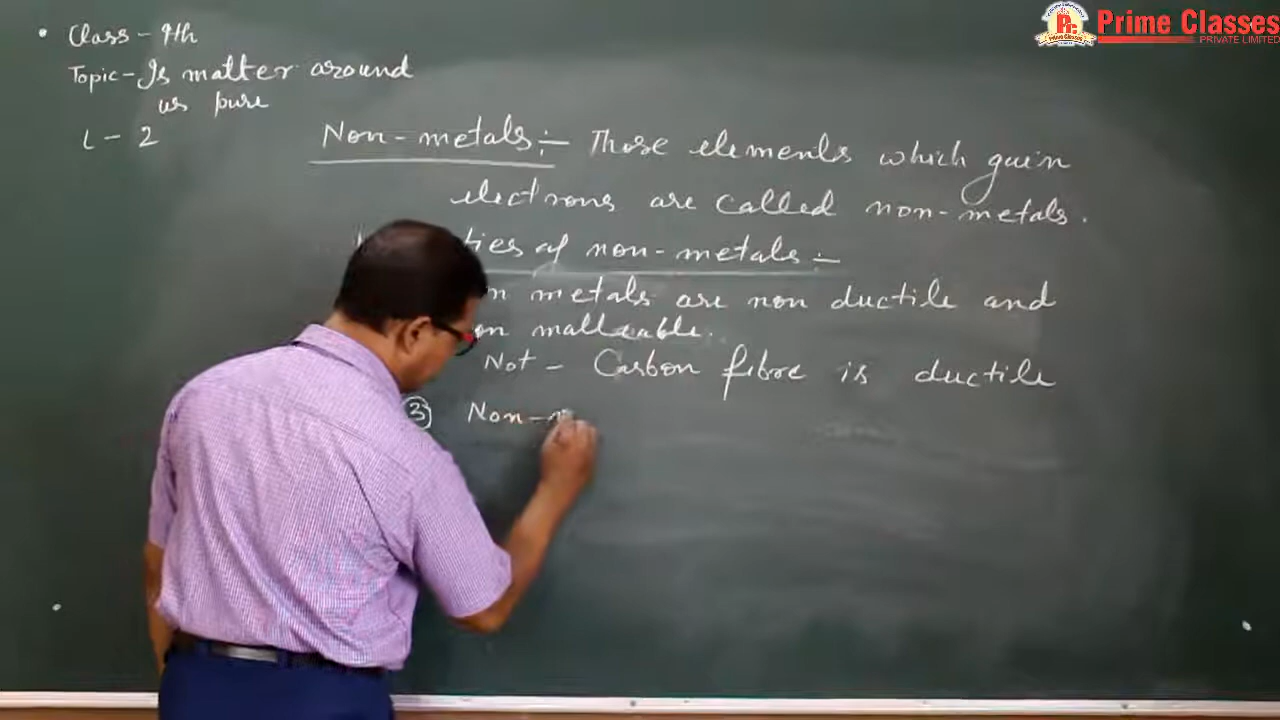 • Class - 9th
Topic - Is matter around
us pure
L - 2
Non-metals :- Those elements which gain
electrons are called non-metals.
ties of non-metals :-
n metals are non ductile and
on malleable.
Not - Carbon fibre is ductile
③ Non-
Prime Classes
PRIVATE LIMITED